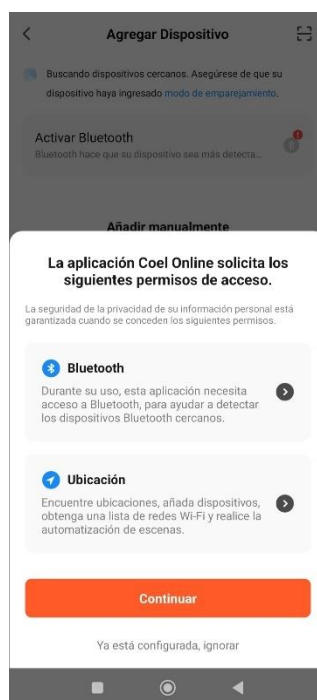 Agregar Dispositivo
Buscando dispositivos cercanos. Asegúrese de que su
dispositivo haya ingresado modo de emparejamiento.
Activar Bluetooth
Bluetooth hace que su dispositivo sea más detecta...
Añadir manualmente
La aplicación Coel Online solicita los
siguientes permisos de acceso.
La seguridad de la privacidad de su información personal está
garantizada cuando se conceden los siguientes permisos.
Bluetooth
Durante su uso, esta aplicación necesita
acceso a Bluetooth, para ayudar a detectar
los dispositivos Bluetooth cercanos.
Ubicación
Encuentre ubicaciones, añada dispositivos,
obtenga una lista de redes Wi-Fi y realice la
automatización de escenas.
Continuar
Ya está configurada, ignorar